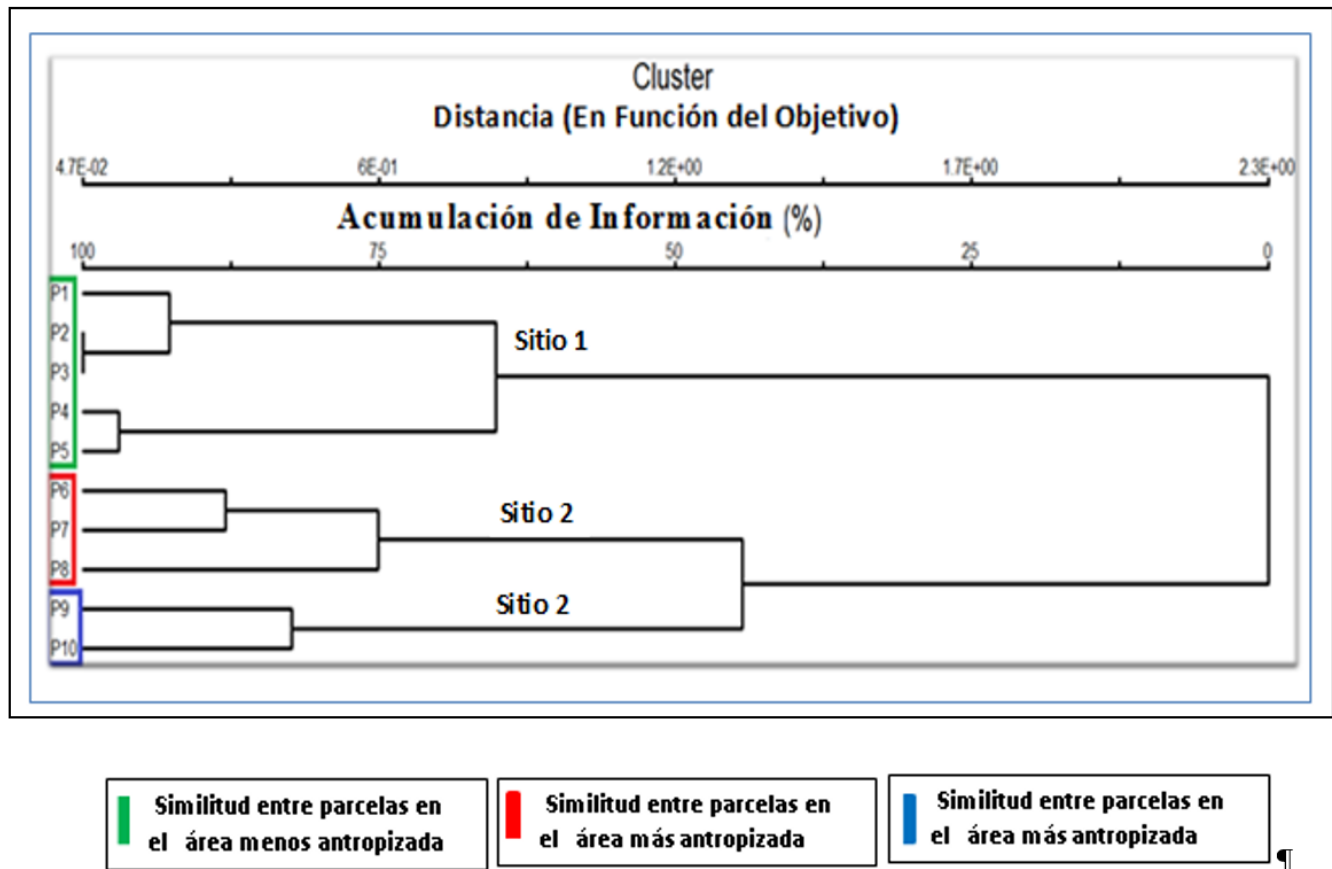 Cluster
Distancia (En Función del Objetivo)
4.7E-02 6E-01 1.2E+00 1.7E+00 2.3E+00
Acumulación de Información (%)
100 75 50 25 0
P1
P2
Sitio 1
P3
P4
P5
P6
Sitio 2
P7
P8
P9
Sitio 2
P10
Similitud entre parcelas en
el área menos antropizada
Similitud entre parcelas en
el área más antropizada
Similitud entre parcelas en
el área más antropizada
¶